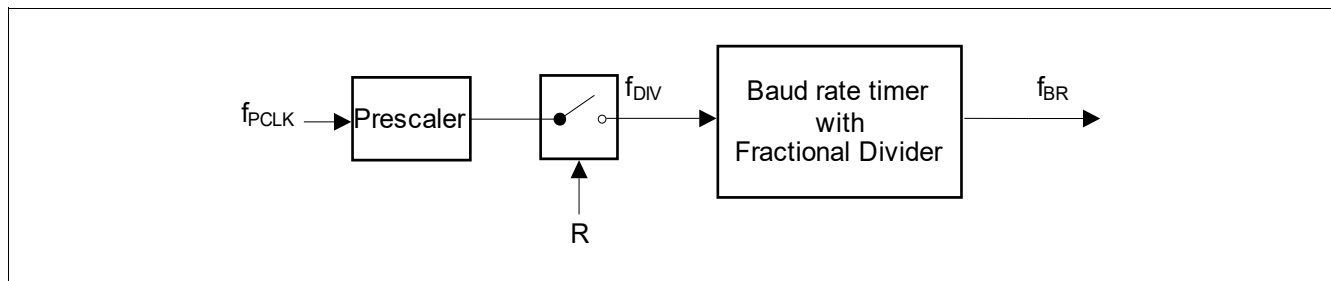 fPCLK
Prescaler
fDIV
R
Baud rate timer
with
Fractional Divider
fBR